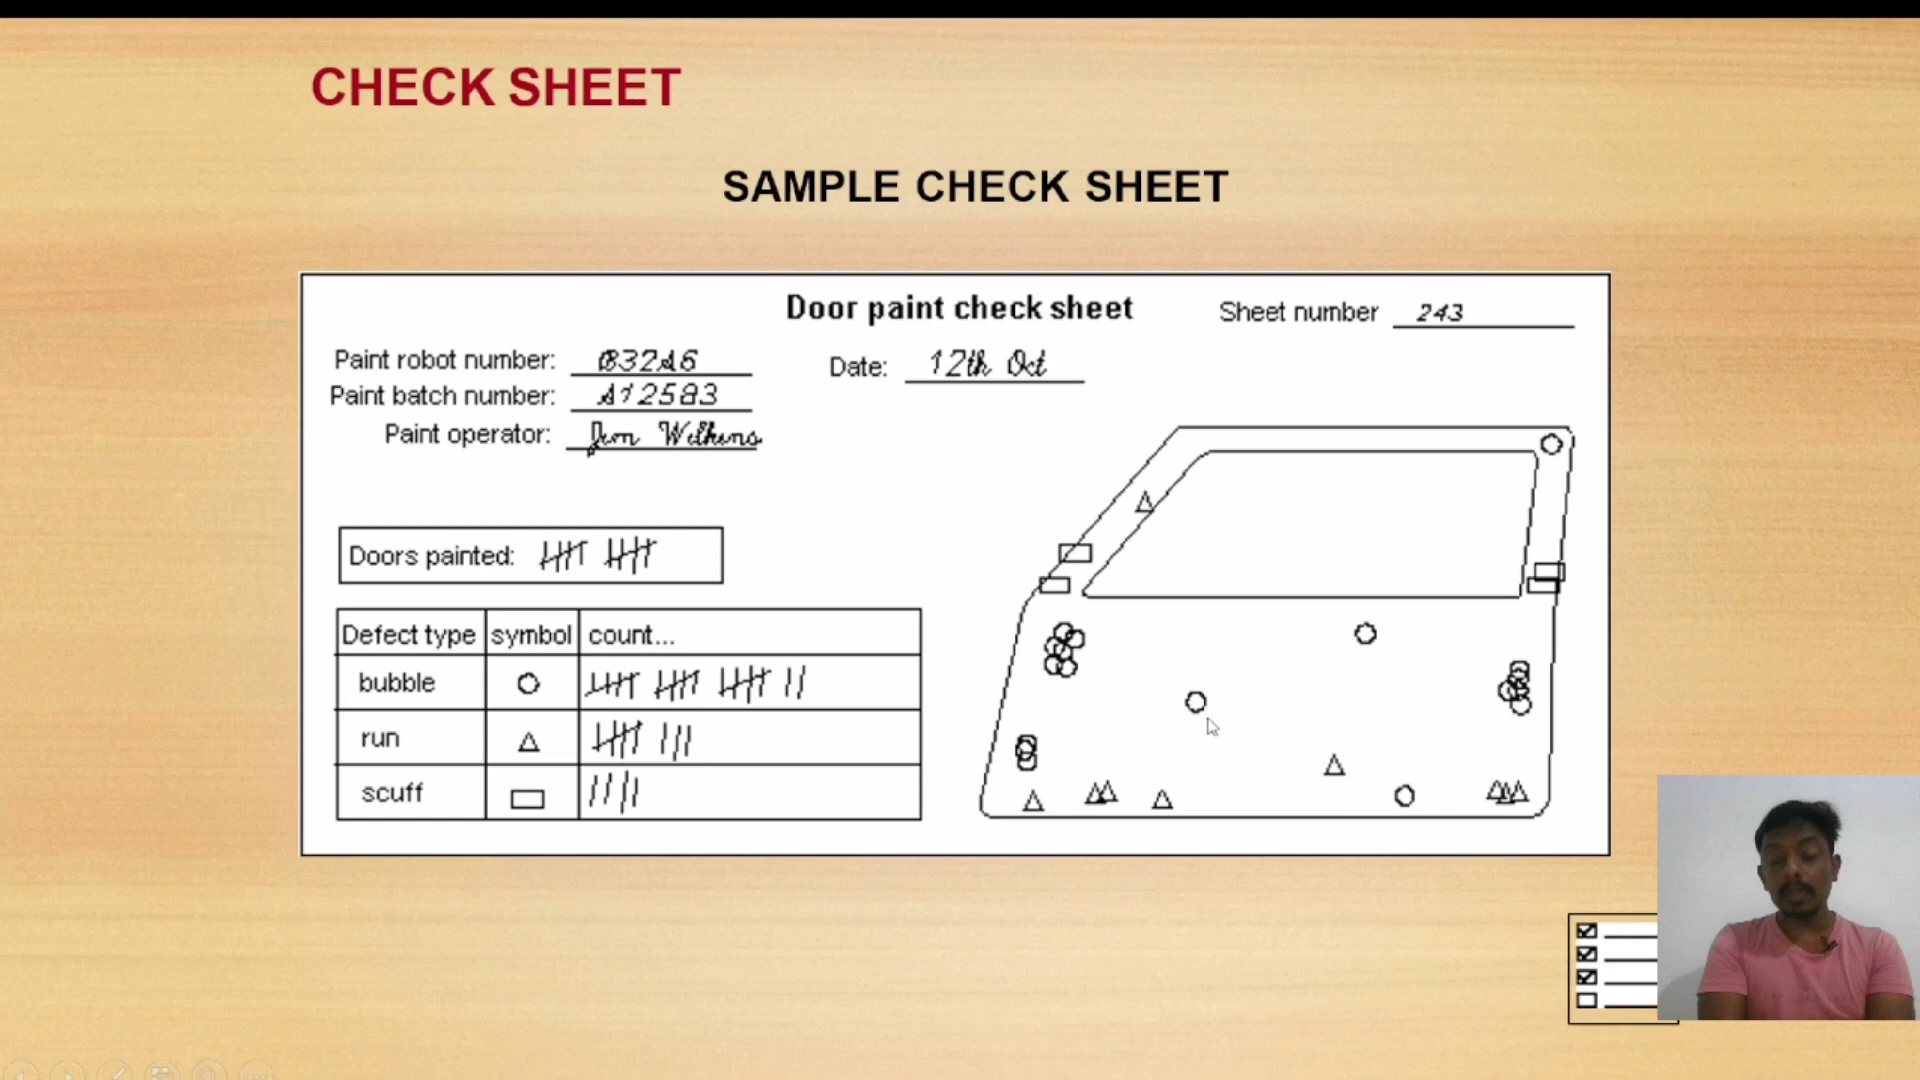 CHECK SHEET
SAMPLE CHECK SHEET
Door paint check sheet
Sheet number 243
Paint robot number: B32A6
Date: 12th Oct
Paint batch number: A12583
Paint operator: Jim Wilkins
Doors painted:
Defect type symbol count...
bubble
run
scuff